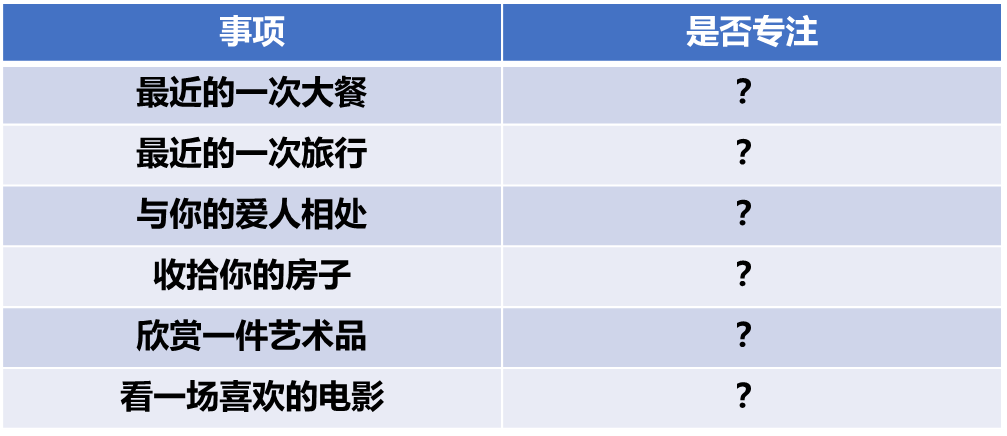 事项 是否专注
最近的一次大餐 ？
最近的一次旅行 ？
与你的爱人相处 ？
收拾你的房子 ？
欣赏一件艺术品 ？
看一场喜欢的电影 ？